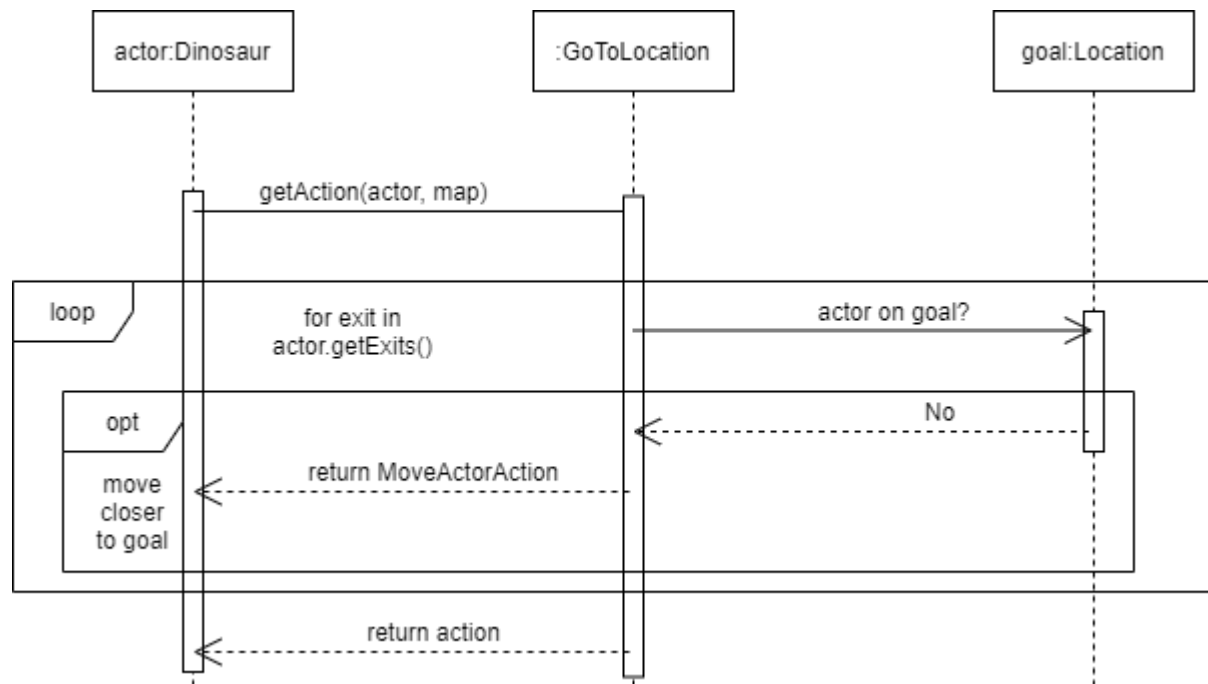 actor:Dinosaur
:GoToLocation
goal:Location
getAction(actor, map)
loop
for exit in
actor.getExits()
actor on goal?
opt
No
move
closer
to goal
return MoveActorAction
return action